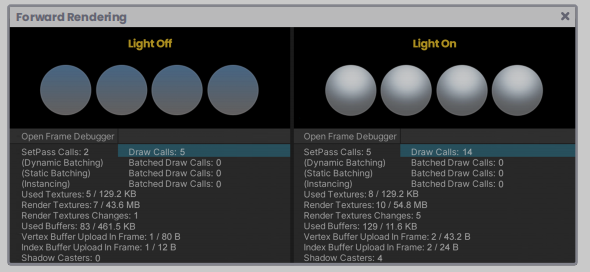 Forward Rendering
Light Off
Open Frame Debugger
SetPass Calls: 2 Draw Calls: 5
(Dynamic Batching) Batched Draw Calls: 0
(Static Batching) Batched Draw Calls: 0
(Instancing) Batched Draw Calls: 0
Used Textures: 5 / 129.2 KB
Render Textures: 7 / 43.6 MB
Render Textures Changes: 1
Used Buffers: 83 / 461.5 KB
Vertex Buffer Upload In Frame: 1 / 80 B
Index Buffer Upload In Frame: 1 / 12 B
Shadow Casters: 0
Light On
Open Frame Debugger
SetPass Calls: 5 Draw Calls: 14
(Dynamic Batching) Batched Draw Calls: 0
(Static Batching) Batched Draw Calls: 0
(Instancing) Batched Draw Calls: 0
Used Textures: 8 / 129.2 KB
Render Textures: 10 / 54.8 MB
Render Textures Changes: 5
Used Buffers: 129 / 11.6 KB
Vertex Buffer Upload In Frame: 2 / 43.2 B
Index Buffer Upload In Frame: 2 / 24 B
Shadow Casters: 4